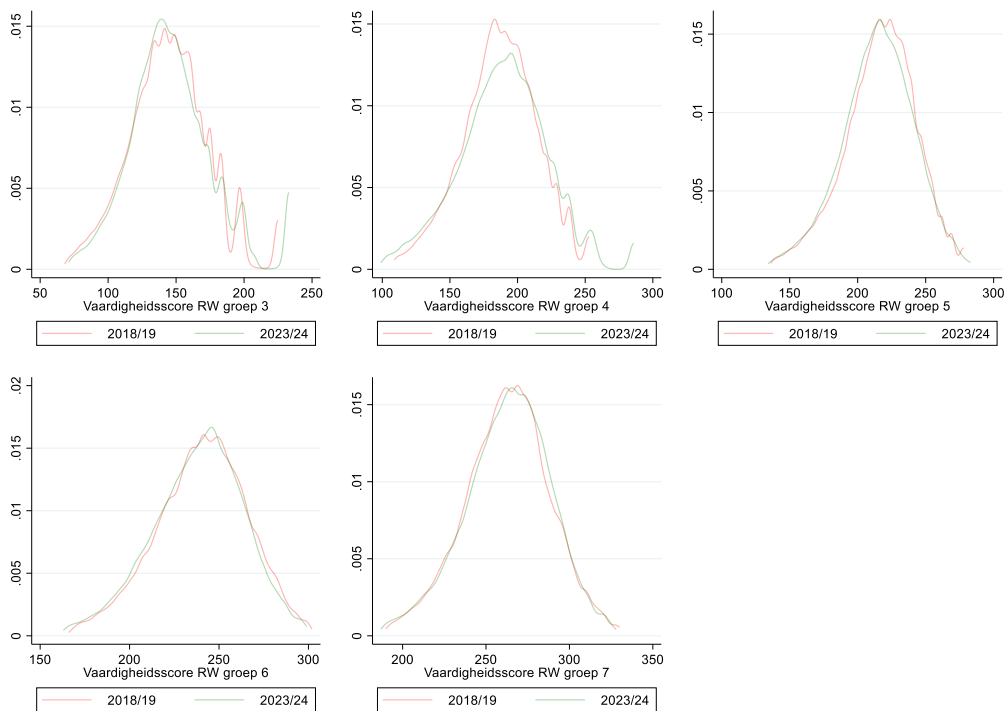 .015
.01
.005
0
50 100 150 200 250
Vaardigheidsscore RW groep 3
2018/19 2023/24
.015
.01
.005
0
100 150 200 250 300
Vaardigheidsscore RW groep 4
2018/19 2023/24
.015
.01
.005
0
100 150 200 250 300
Vaardigheidsscore RW groep 5
2018/19 2023/24
.02
.015
.01
.005
0
150 200 250 300
Vaardigheidsscore RW groep 6
2018/19 2023/24
.015
.01
.005
0
200 250 300 350
Vaardigheidsscore RW groep 7
2018/19 2023/24